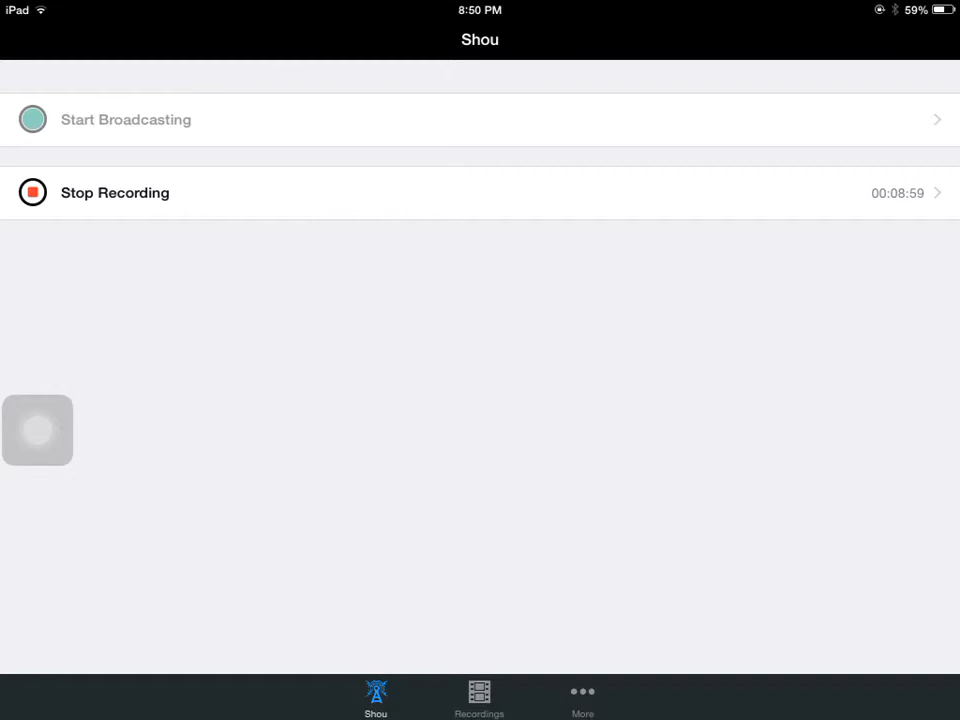 iPad 8:50 PM 59%
Shou
Start Broadcasting
Stop Recording 00:08:59
Shou Recordings More